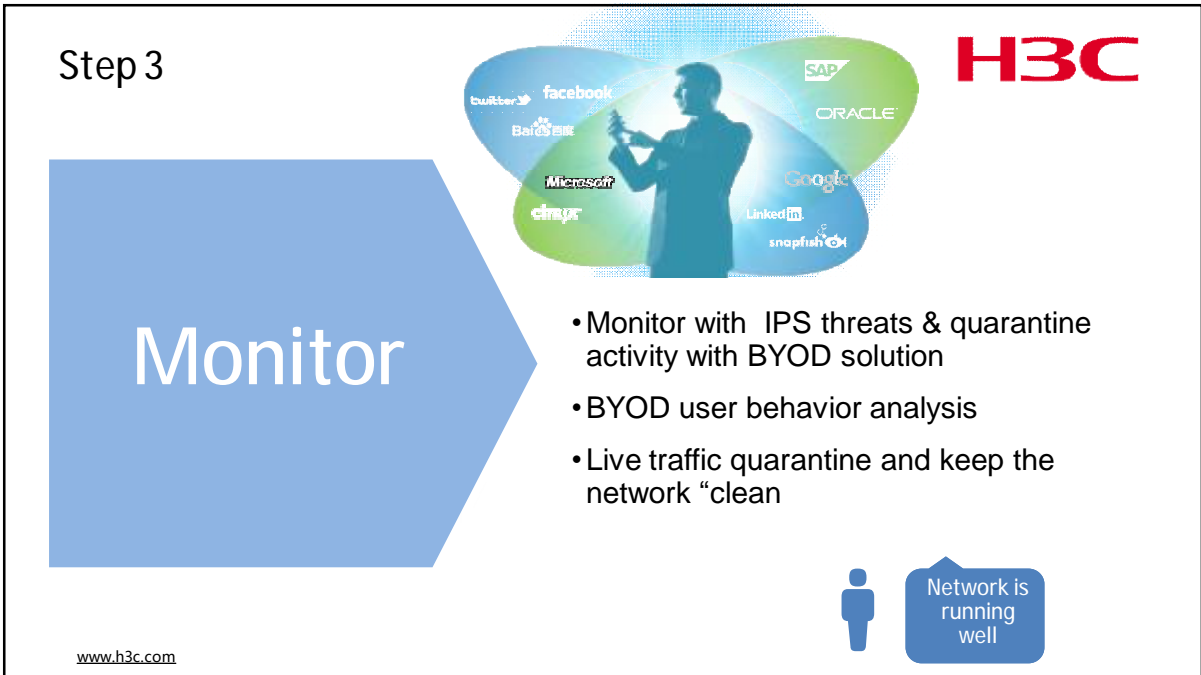 Step 3
H3C
twitter
facebook
Baidu百度
SAP
ORACLE
Microsoft
citrix
Google
Linked in.
snapfish
Monitor
•Monitor with IPS threats & quarantine
activity with BYOD solution
•BYOD user behavior analysis
•Live traffic quarantine and keep the
network “clean
Network is
running
well
www.h3c.com